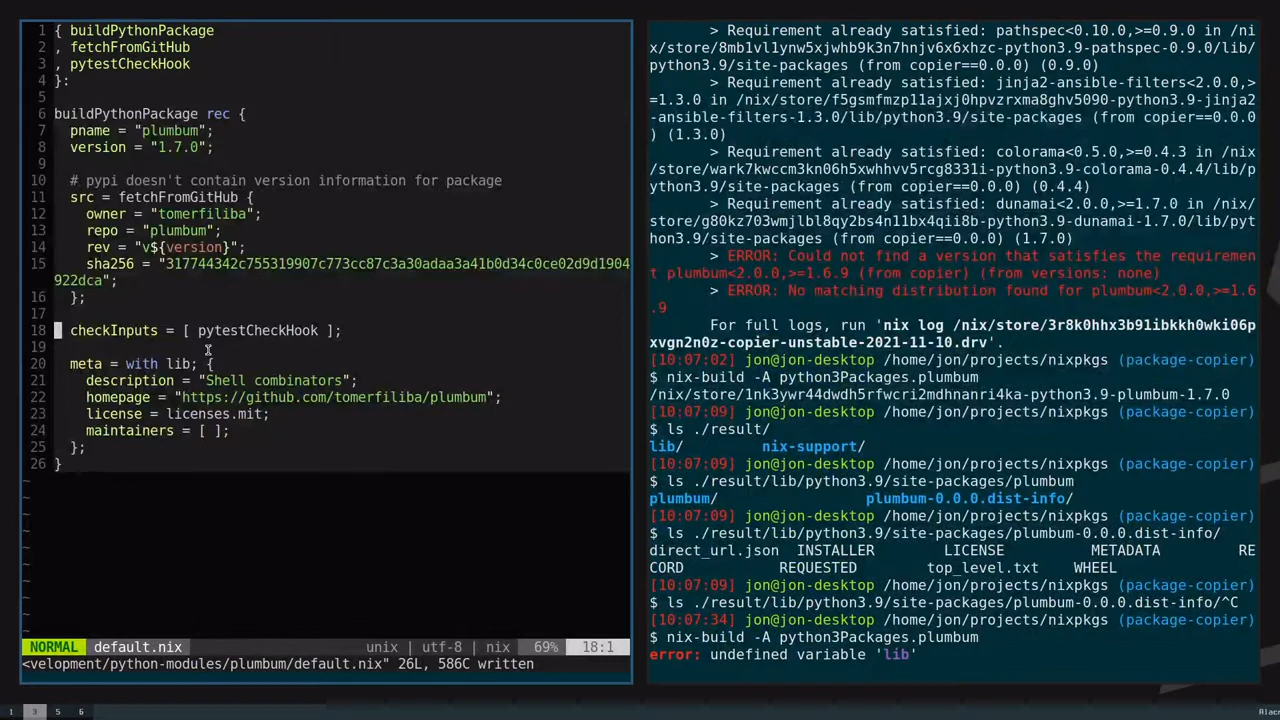 1 { buildPythonPackage
2 , fetchFromGitHub
3 , pytestCheckHook
4 }:
5
6 buildPythonPackage rec {
7 pname = "plumbum";
8 version = "1.7.0";
9
10 # pypi doesn't contain version information for package
11 src = fetchFromGitHub {
12 owner = "tomerfiliba";
13 repo = "plumbum";
14 rev = "v${version}";
15 sha256 = "317744342c755319907c773cc87c3a30adaa3a41b0d34c0ce02d9d1904
922dca";
16 };
17
18 checkInputs = [ pytestCheckHook ];
19
20 meta = with lib; {
21 description = "Shell combinators";
22 homepage = "https://github.com/tomerfiliba/plumbum";
23 license = licenses.mit;
24 maintainers = [ ];
25 };
26 }
~
~
~
~
~
~
~
~
~
~
NORMAL default.nix unix | utf-8 | nix 69% 18:1
<velopment/python-modules/plumbum/default.nix" 26L, 586C written
> Requirement already satisfied: pathspec<0.10.0,>=0.9.0 in /ni
x/store/8mb1vl1ynw5xjwhb9k3n7hnjv6x6xhzc-python3.9-pathspec-0.9.0/lib/
python3.9/site-packages (from copier==0.0.0) (0.9.0)
> Requirement already satisfied: jinja2-ansible-filters<2.0.0,>
=1.3.0 in /nix/store/f5gsmfmzp11ajxj0hpvzrxma8ghv5090-python3.9-jinja2
-ansible-filters-1.3.0/lib/python3.9/site-packages (from copier==0.0.0
) (1.3.0)
> Requirement already satisfied: colorama<0.5.0,>=0.4.3 in /nix
/store/wark7kwccm3kn06h5xwhhvv5rcg8331i-python3.9-colorama-0.4.4/lib/p
ython3.9/site-packages (from copier==0.0.0) (0.4.4)
> Requirement already satisfied: dunamai<2.0.0,>=1.7.0 in /nix/
store/g80kz703wmjlbl8qy2bs4n11bx4qii8b-python3.9-dunamai-1.7.0/lib/pyt
hon3.9/site-packages (from copier==0.0.0) (1.7.0)
> ERROR: Could not find a version that satisfies the requiremen
t plumbum<2.0.0,>=1.6.9 (from copier) (from versions: none)
> ERROR: No matching distribution found for plumbum<2.0.0,>=1.6
.9
For full logs, run 'nix log /nix/store/3r8k0hhx3b91ibkkh0wki06p
xvgn2n0z-copier-unstable-2021-11-10.drv'.
[10:07:02] jon@jon-desktop /home/jon/projects/nixpkgs (package-copier)
$ nix-build -A python3Packages.plumbum
/nix/store/1nk3ywr44dwdh5rfwcri2mdhnanri4ka-python3.9-plumbum-1.7.0
[10:07:09] jon@jon-desktop /home/jon/projects/nixpkgs (package-copier)
$ ls ./result/
lib/ nix-support/
[10:07:09] jon@jon-desktop /home/jon/projects/nixpkgs (package-copier)
$ ls ./result/lib/python3.9/site-packages/plumbum
plumbum/ plumbum-0.0.0.dist-info/
[10:07:09] jon@jon-desktop /home/jon/projects/nixpkgs (package-copier)
$ ls ./result/lib/python3.9/site-packages/plumbum-0.0.0.dist-info/
direct_url.json INSTALLER LICENSE METADATA RE
CORD REQUESTED top_level.txt WHEEL
[10:07:09] jon@jon-desktop /home/jon/projects/nixpkgs (package-copier)
$ ls ./result/lib/python3.9/site-packages/plumbum-0.0.0.dist-info/^C
[10:07:34] jon@jon-desktop /home/jon/projects/nixpkgs (package-copier)
$ nix-build -A python3Packages.plumbum
error: undefined variable 'lib'
1 3 5 6
Alacr